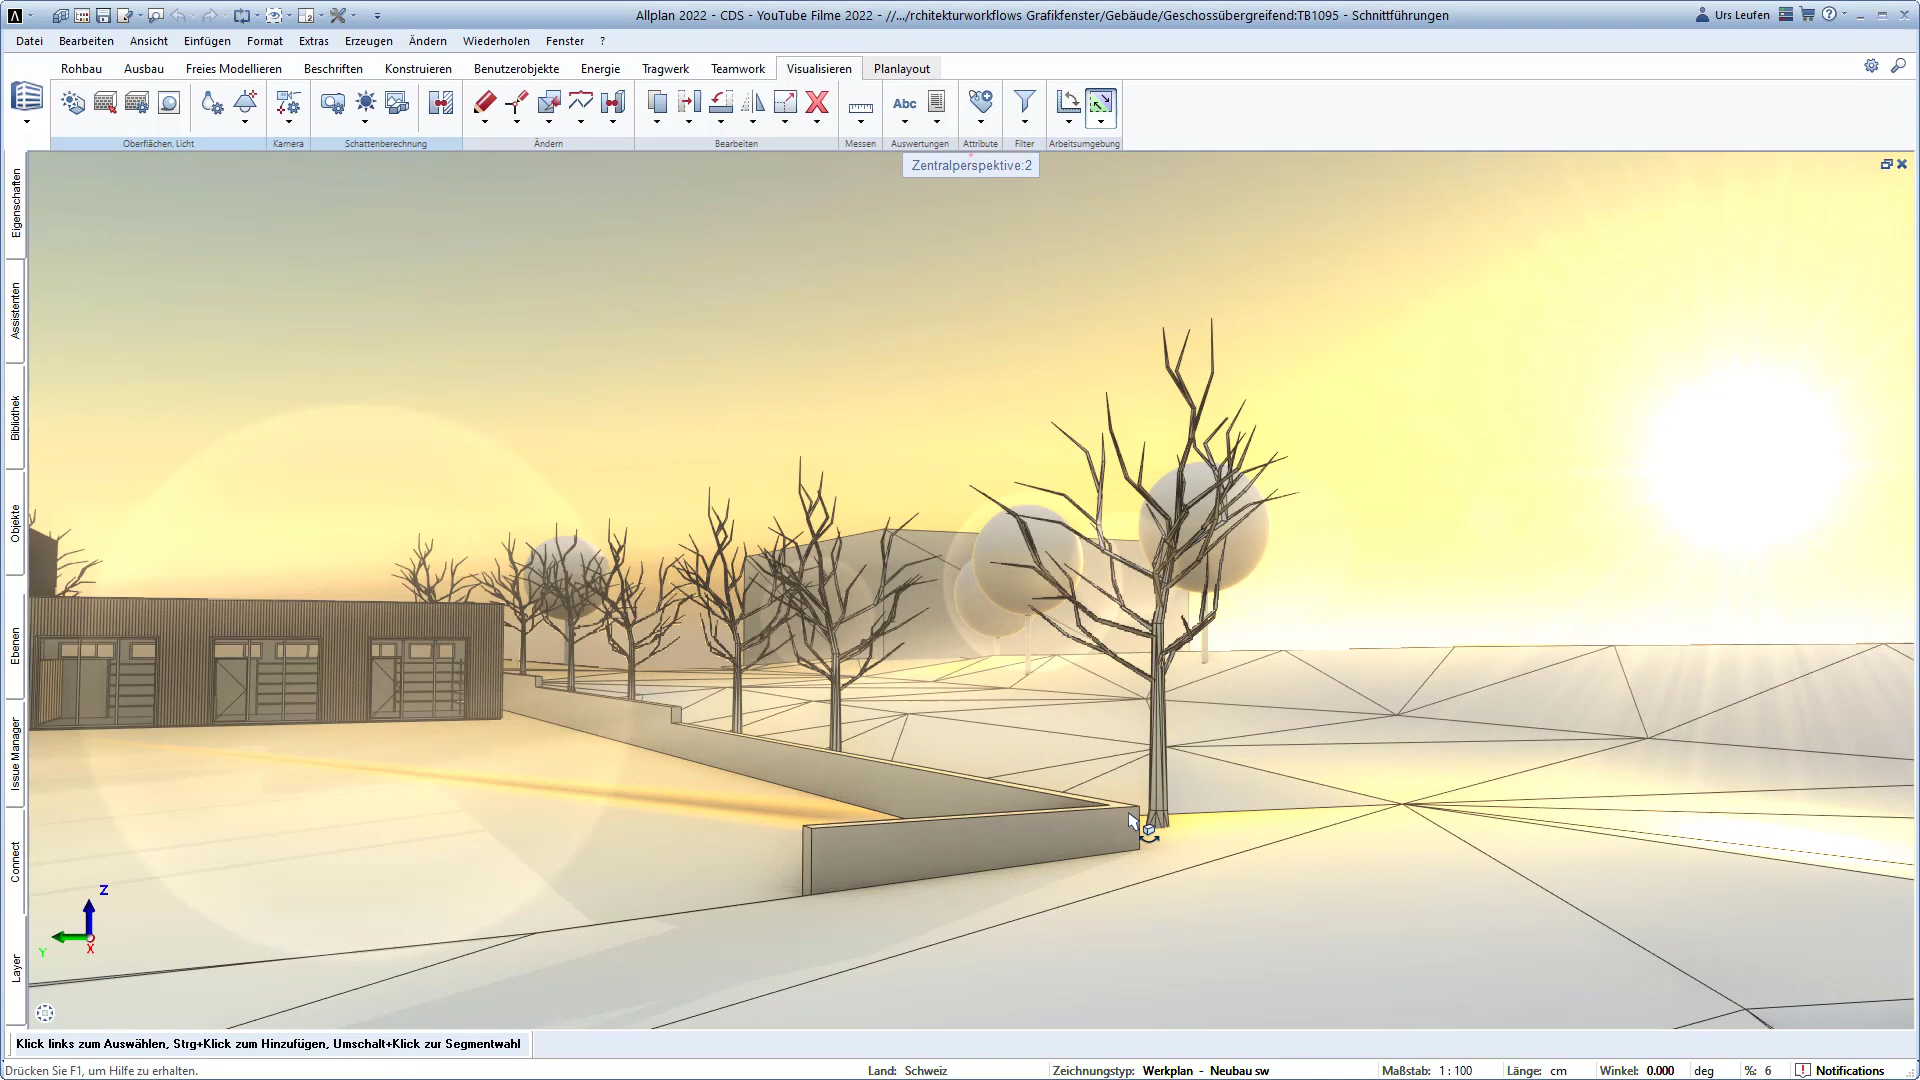 Allplan 2022 - CDS - YouTube Filme 2022 - //.../rchitekturworkflows Grafikfenster/Gebäude/Geschossübergreifend:TB1095 - Schnittführungen
Urs Leufen
Datei Bearbeiten Ansicht Einfügen Format Extras Erzeugen Ändern Wiederholen Fenster ?
Rohbau Ausbau Freies Modellieren Beschriften Konstruieren Benutzerobjekte Energie Tragwerk Teamwork Visualisieren Planlayout
Abc
Oberflächen, Licht Kamera Schattenberechnung Ändern Bearbeiten Messen Auswertungen Attribute Filter Arbeitsumgebung
Zentralperspektive:2
Eigenschaften
Assistenten
Bibliothek
Objekte
Ebenen
Issue Manager
Connect
Layer
Z
Y
X
Klick links zum Auswählen, Strg+Klick zum Hinzufügen, Umschalt+Klick zur Segmentwahl
Drücken Sie F1, um Hilfe zu erhalten. Land: Schweiz Zeichnungstyp: Werkplan - Neubau sw Maßstab: 1 : 100 Länge: cm Winkel: 0.000 deg %: 6 Notifications